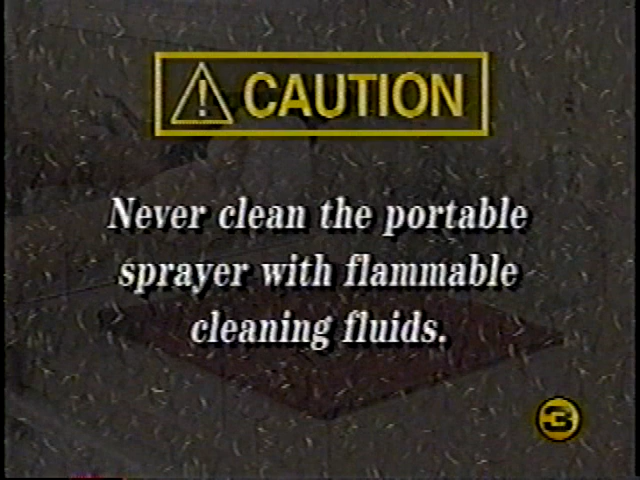 CAUTION
Never clean the portable
sprayer with flammable
cleaning fluids.
3